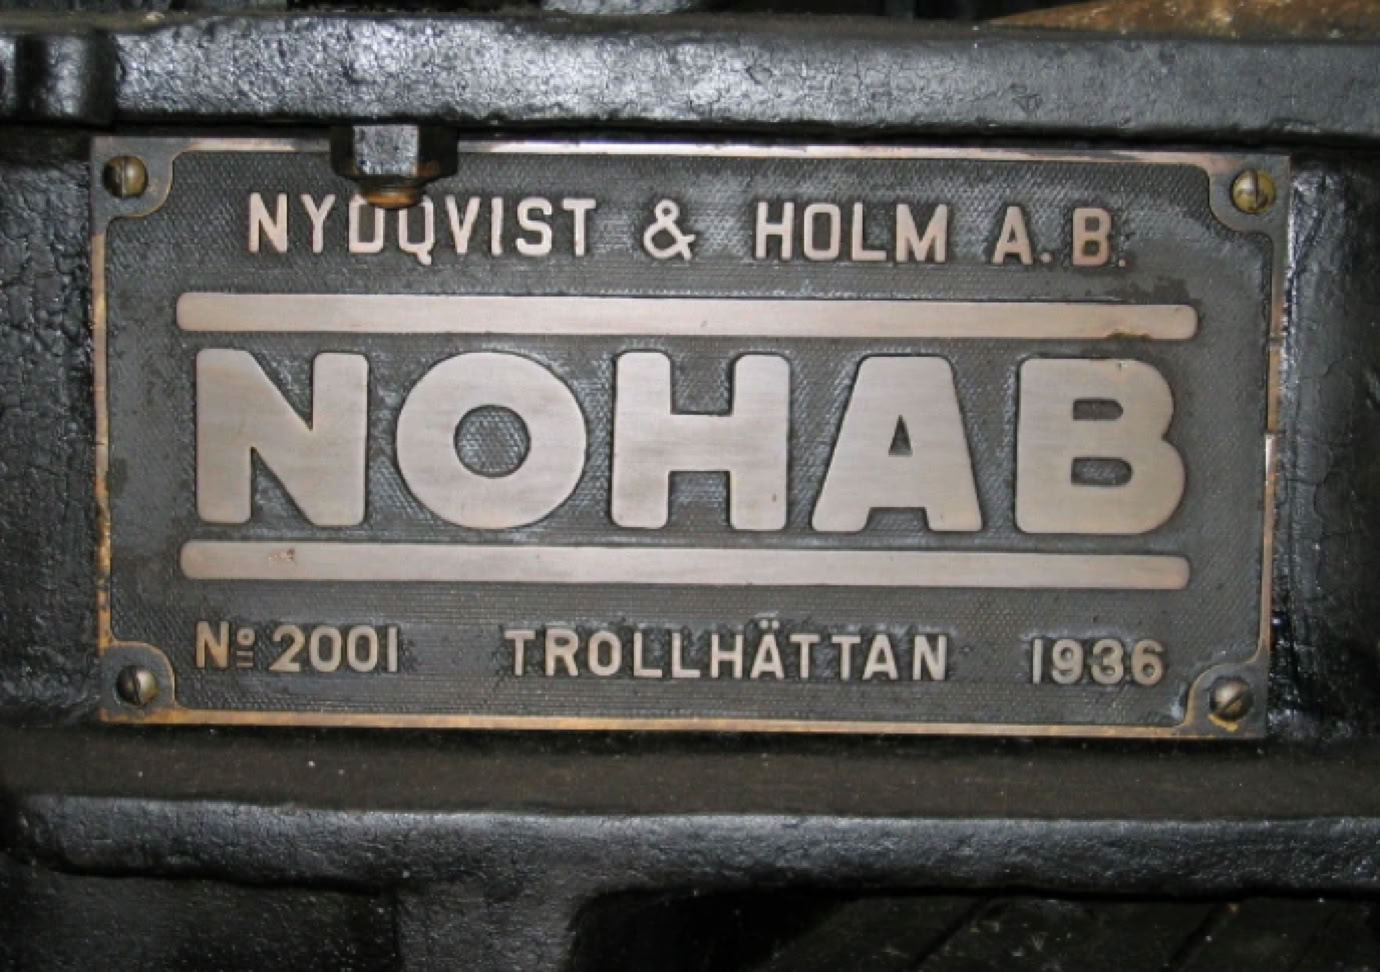 NYDQVIST & HOLM A.B.
NOHAB
No 2001 TROLLHÄTTAN 1936